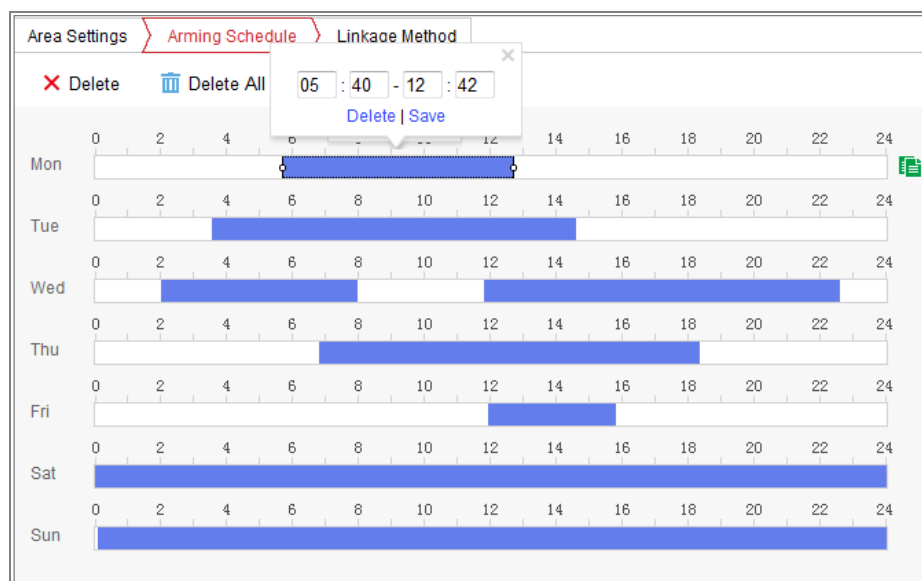 Area Settings Arming Schedule Linkage Method
Delete Delete All
05 : 40 - 12 : 42
Delete | Save
0 2 4 6 8 10 12 14 16 18 20 22 24
Mon
0 2 4 6 8 10 12 14 16 18 20 22 24
Tue
0 2 4 6 8 10 12 14 16 18 20 22 24
Wed
0 2 4 6 8 10 12 14 16 18 20 22 24
Thu
0 2 4 6 8 10 12 14 16 18 20 22 24
Fri
0 2 4 6 8 10 12 14 16 18 20 22 24
Sat
0 2 4 6 8 10 12 14 16 18 20 22 24
Sun